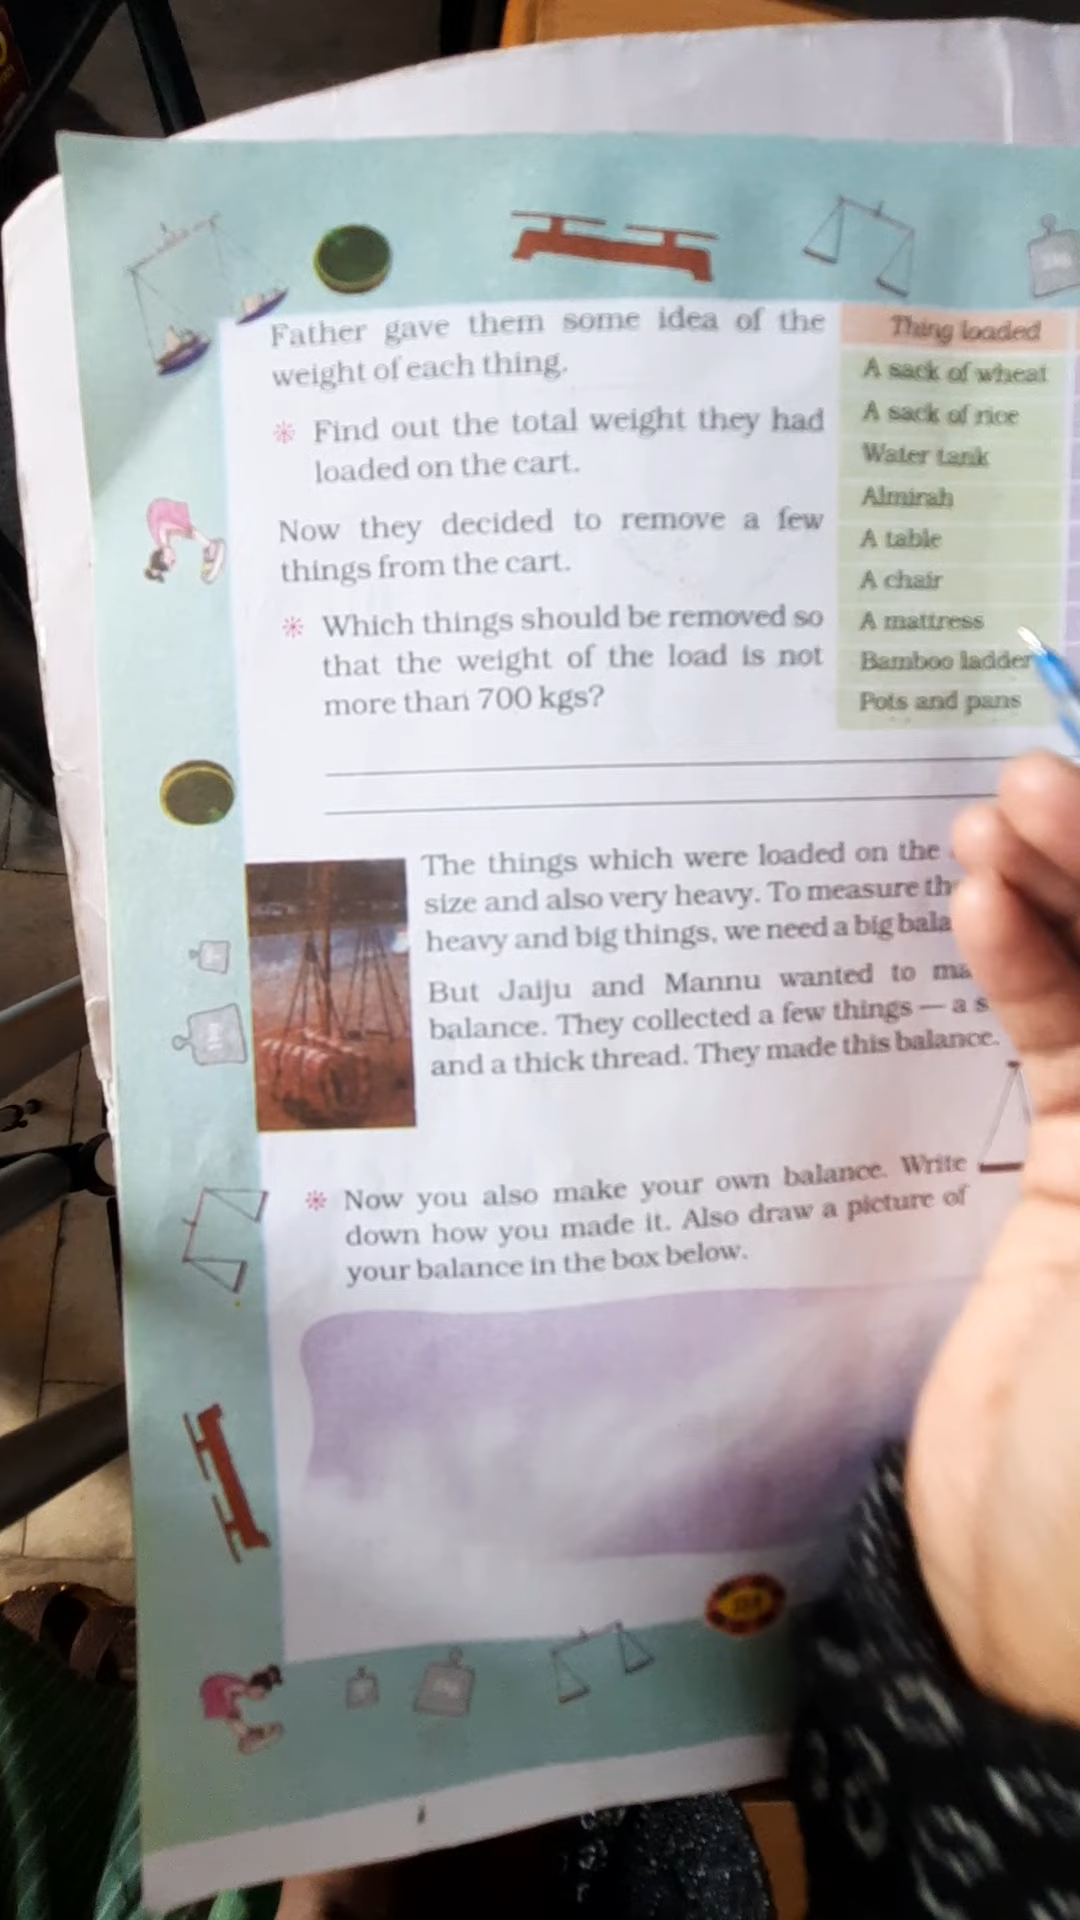 Father gave them some idea of the
weight of each thing.
Find out the total weight they had
loaded on the cart.
Now they decided to remove a few
things from the cart.
Which things should be removed so
that the weight of the load is not
more than 700 kgs?
Thing loaded
A sack of wheat
A sack of rice
Water tank
Almirah
A table
A chair
A mattress
Bamboo ladder
Pots and pans
The things which were loaded on the
size and also very heavy. To measure th
heavy and big things, we need a big bala
But Jaiju and Mannu wanted to ma
balance. They collected a few things — a s
and a thick thread. They made this balance.
Now you also make your own balance. Write
down how you made it. Also draw a picture of
your balance in the box below.